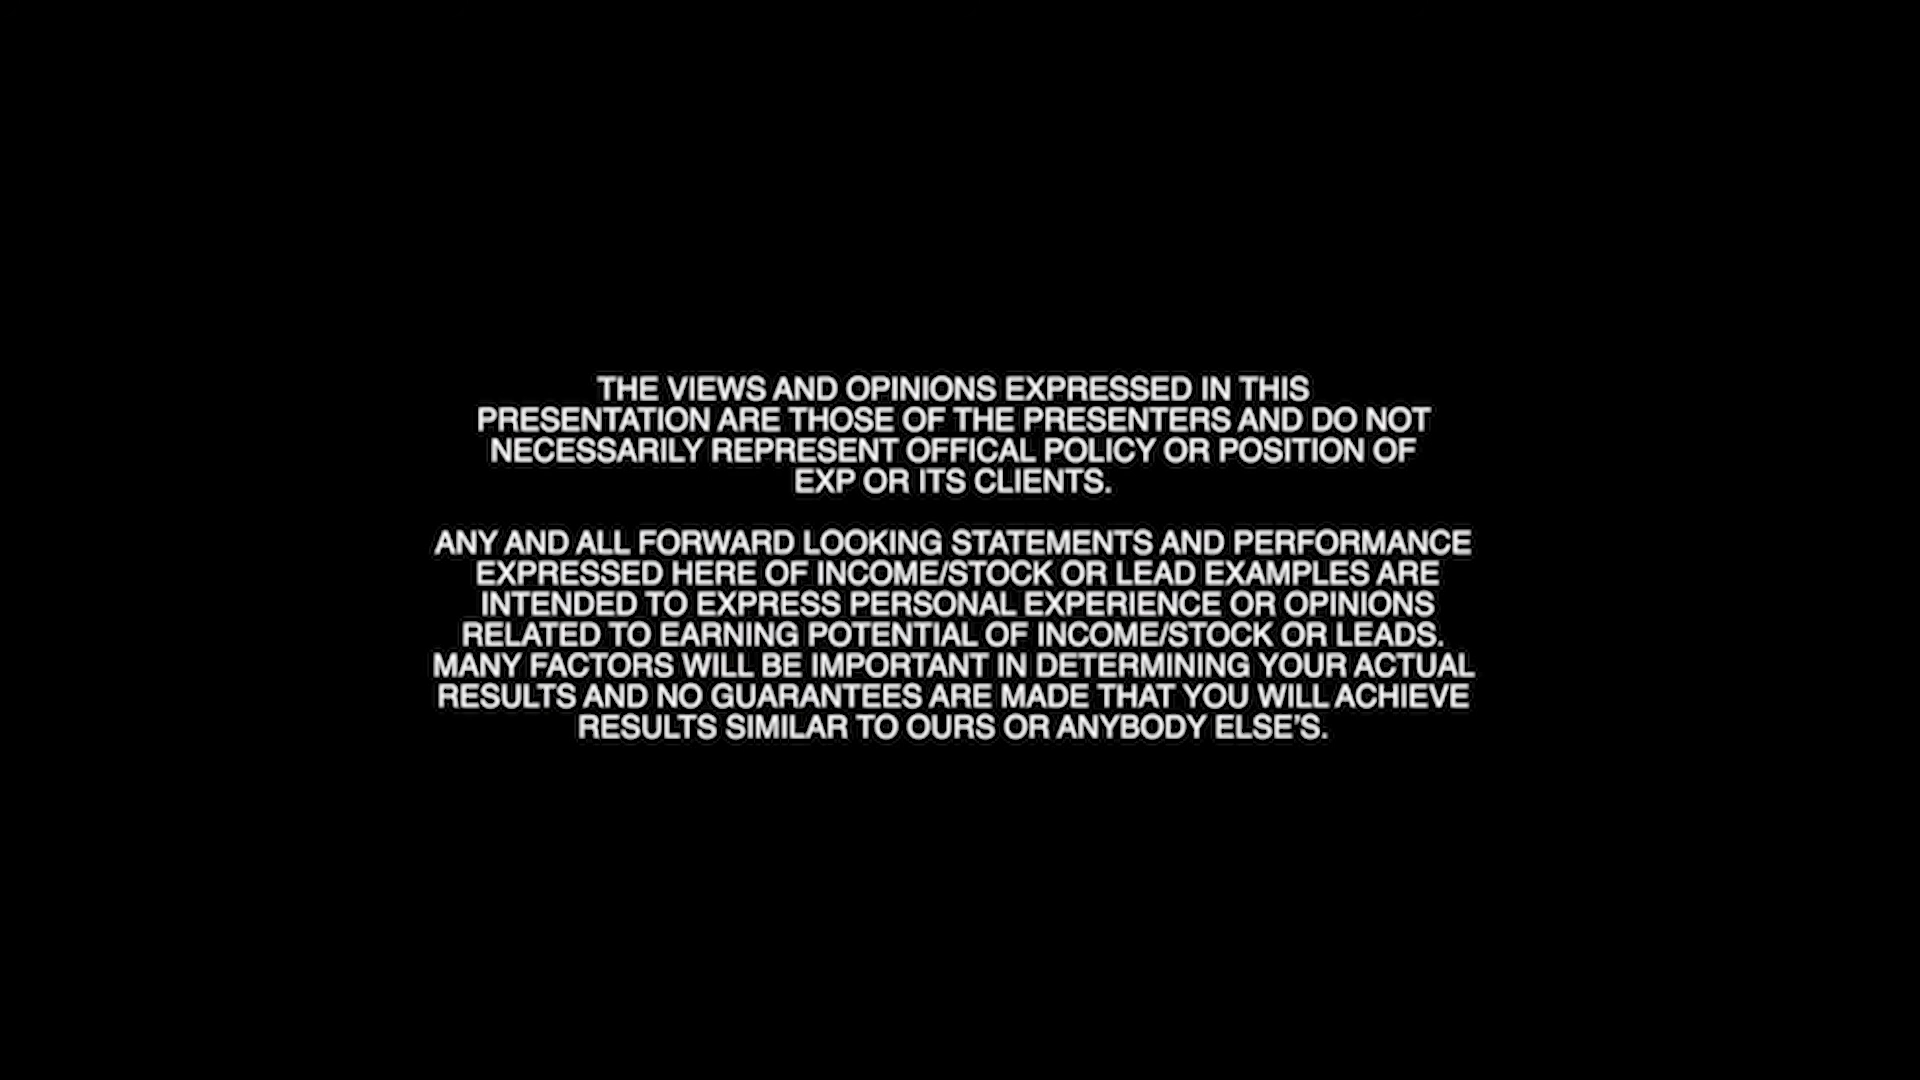 THE VIEWS AND OPINIONS EXPRESSED IN THIS
PRESENTATION ARE THOSE OF THE PRESENTERS AND DO NOT
NECESSARILY REPRESENT OFFICAL POLICY OR POSITION OF
EXP OR ITS CLIENTS.
ANY AND ALL FORWARD LOOKING STATEMENTS AND PERFORMANCE
EXPRESSED HERE OF INCOME/STOCK OR LEAD EXAMPLES ARE
INTENDED TO EXPRESS PERSONAL EXPERIENCE OR OPINIONS
RELATED TO EARNING POTENTIAL OF INCOME/STOCK OR LEADS.
MANY FACTORS WILL BE IMPORTANT IN DETERMINING YOUR ACTUAL
RESULTS AND NO GUARANTEES ARE MADE THAT YOU WILL ACHIEVE
RESULTS SIMILAR TO OURS OR ANYBODY ELSE’S.